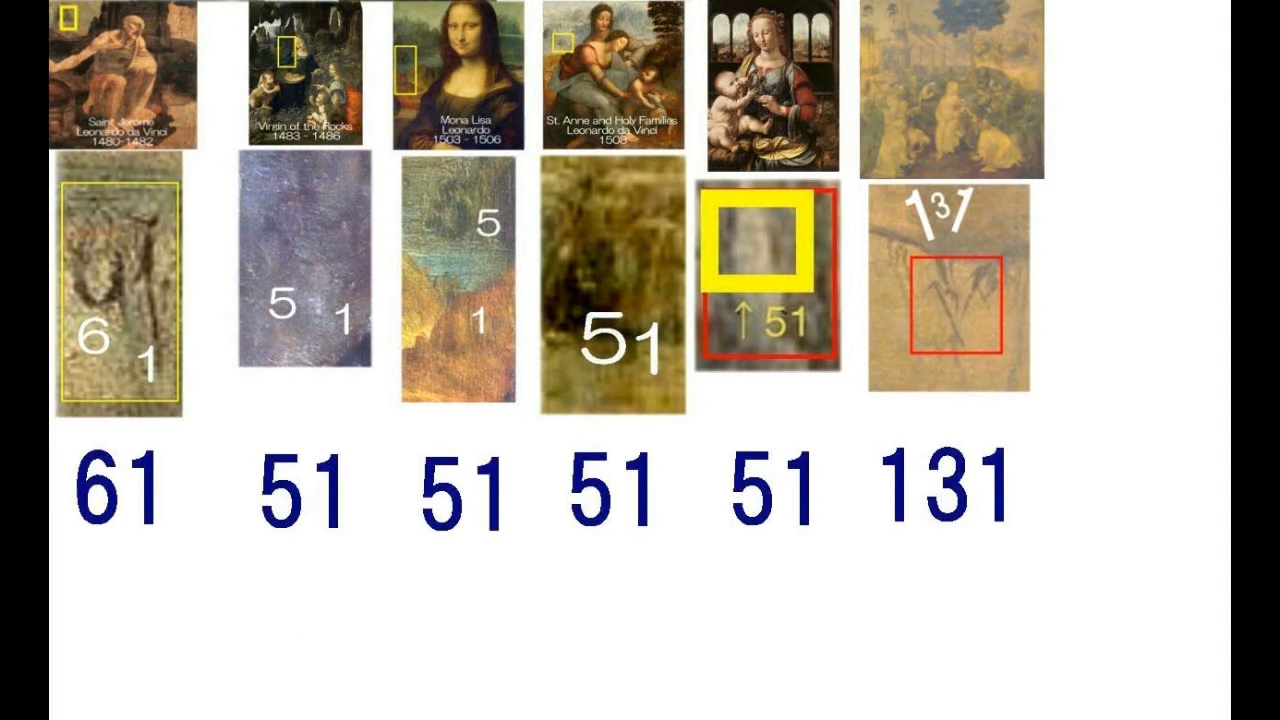 Saint Jerome
Leonardo da Vinci
1480-1482
Virgin of the Rocks
1483 - 1486
Mona Lisa
Leonardo
1503 - 1506
St. Anne and Holy Families
Leonardo da Vinci
1508
6 1
5 1
5
1
51
↑ 51
131
61 51 51 51 51 131